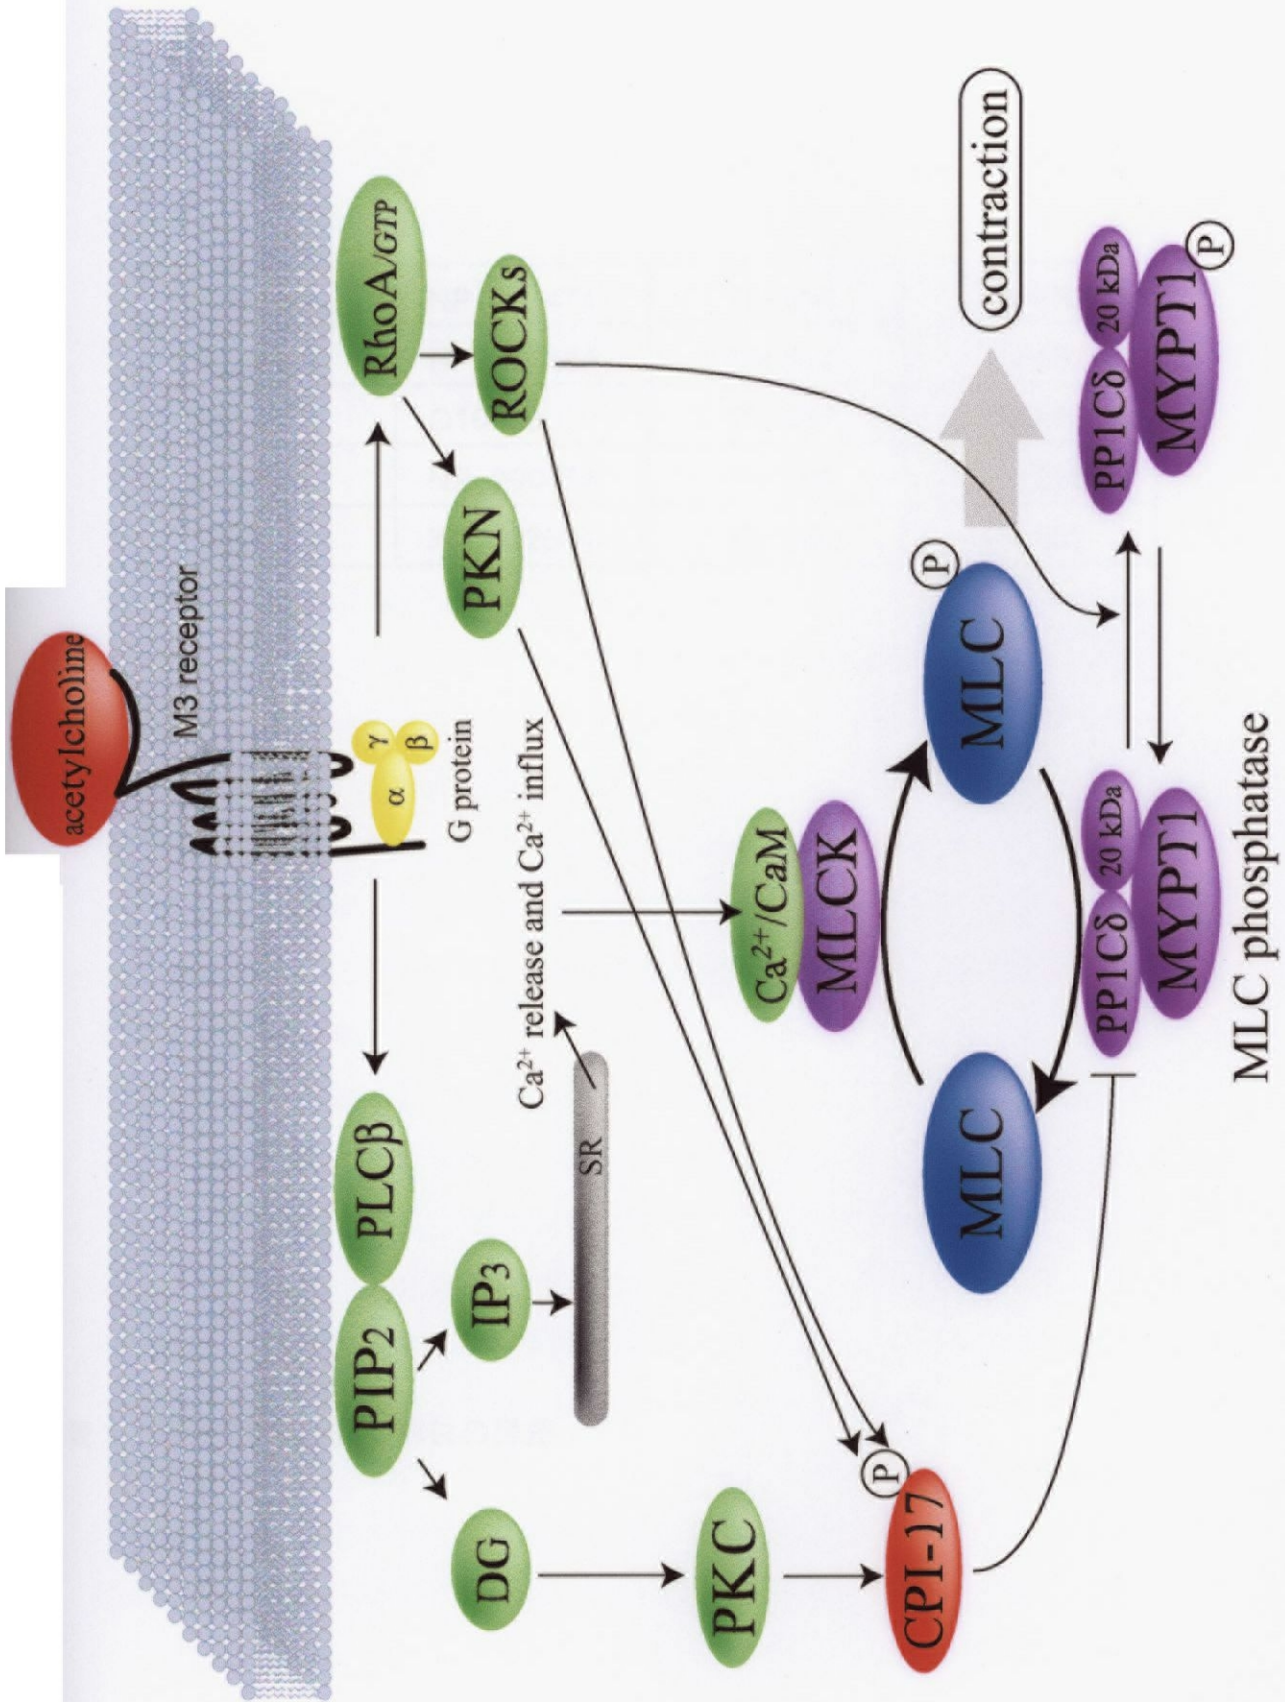 acetylcholine
M3 receptor
γ
α
β
G protein
PIP2
PLCβ
RhoA/GTP
DG
IP3
PKN
ROCKs
SR
Ca²⁺ release and Ca²⁺ influx
PKC
Ca²⁺/CaM
MLCK
P
CPI-17
MLC
P
MLC
contraction
PP1Cδ
20 kDa
MYPT1
PP1Cδ
20 kDa
MYPT1
P
MLC phosphatase